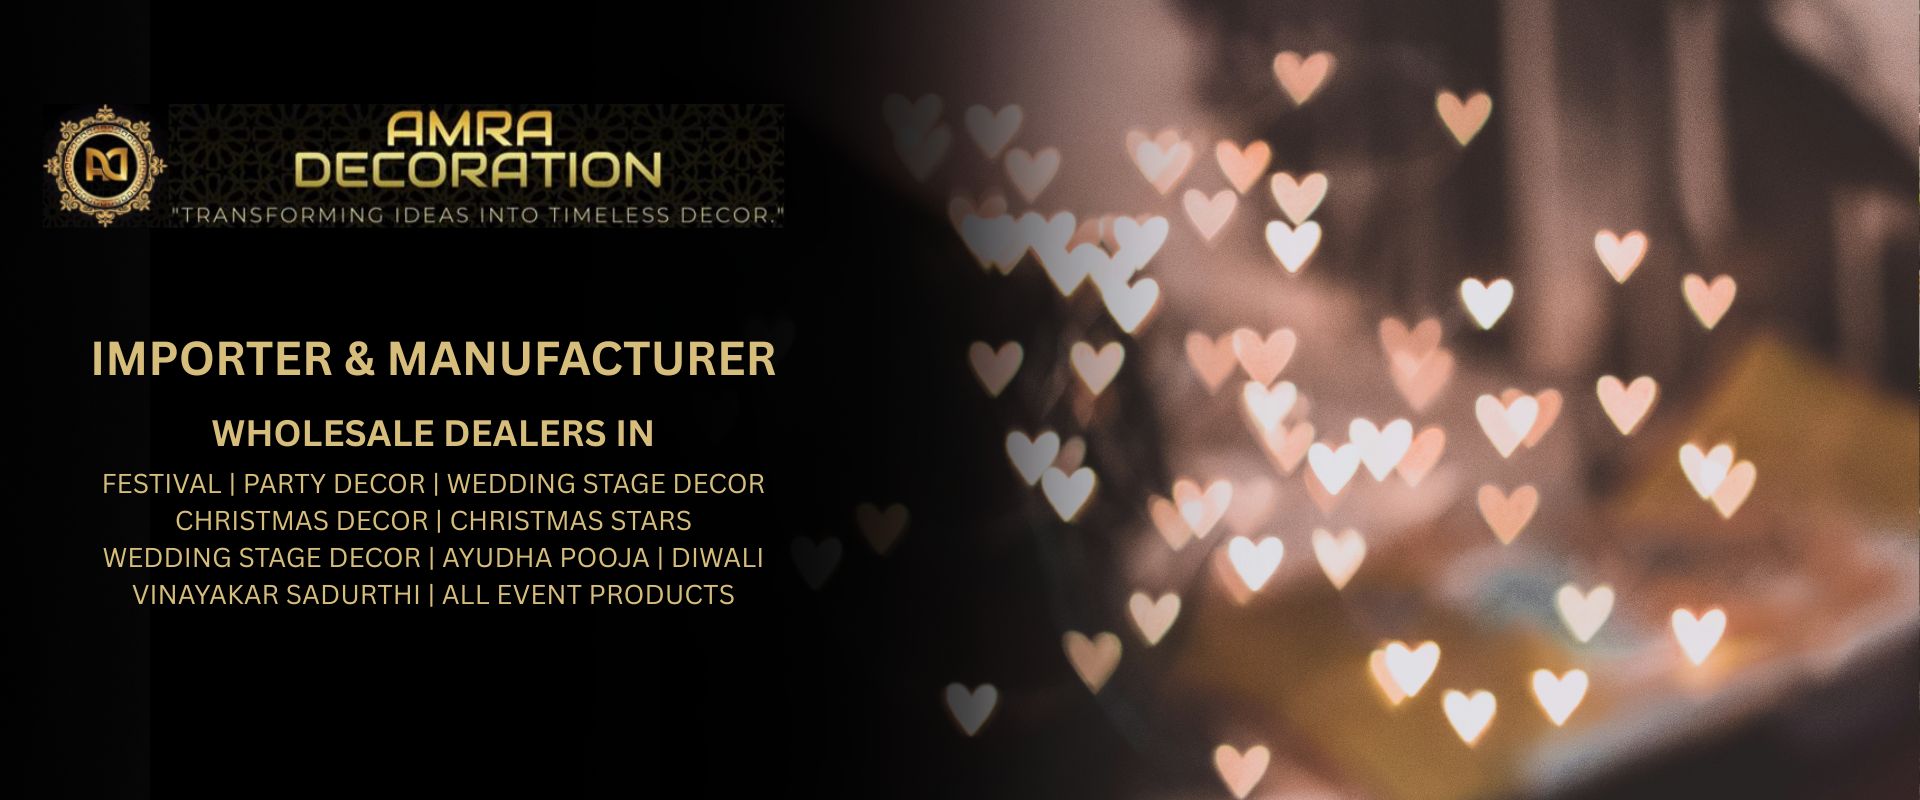 AD
AMRA
DECORATION
"TRANSFORMING IDEAS INTO TIMELESS DECOR."
IMPORTER & MANUFACTURER
WHOLESALE DEALERS IN
FESTIVAL | PARTY DECOR | WEDDING STAGE DECOR
CHRISTMAS DECOR | CHRISTMAS STARS
WEDDING STAGE DECOR | AYUDHA POOJA | DIWALI
VINAYAKAR SADURTHI | ALL EVENT PRODUCTS